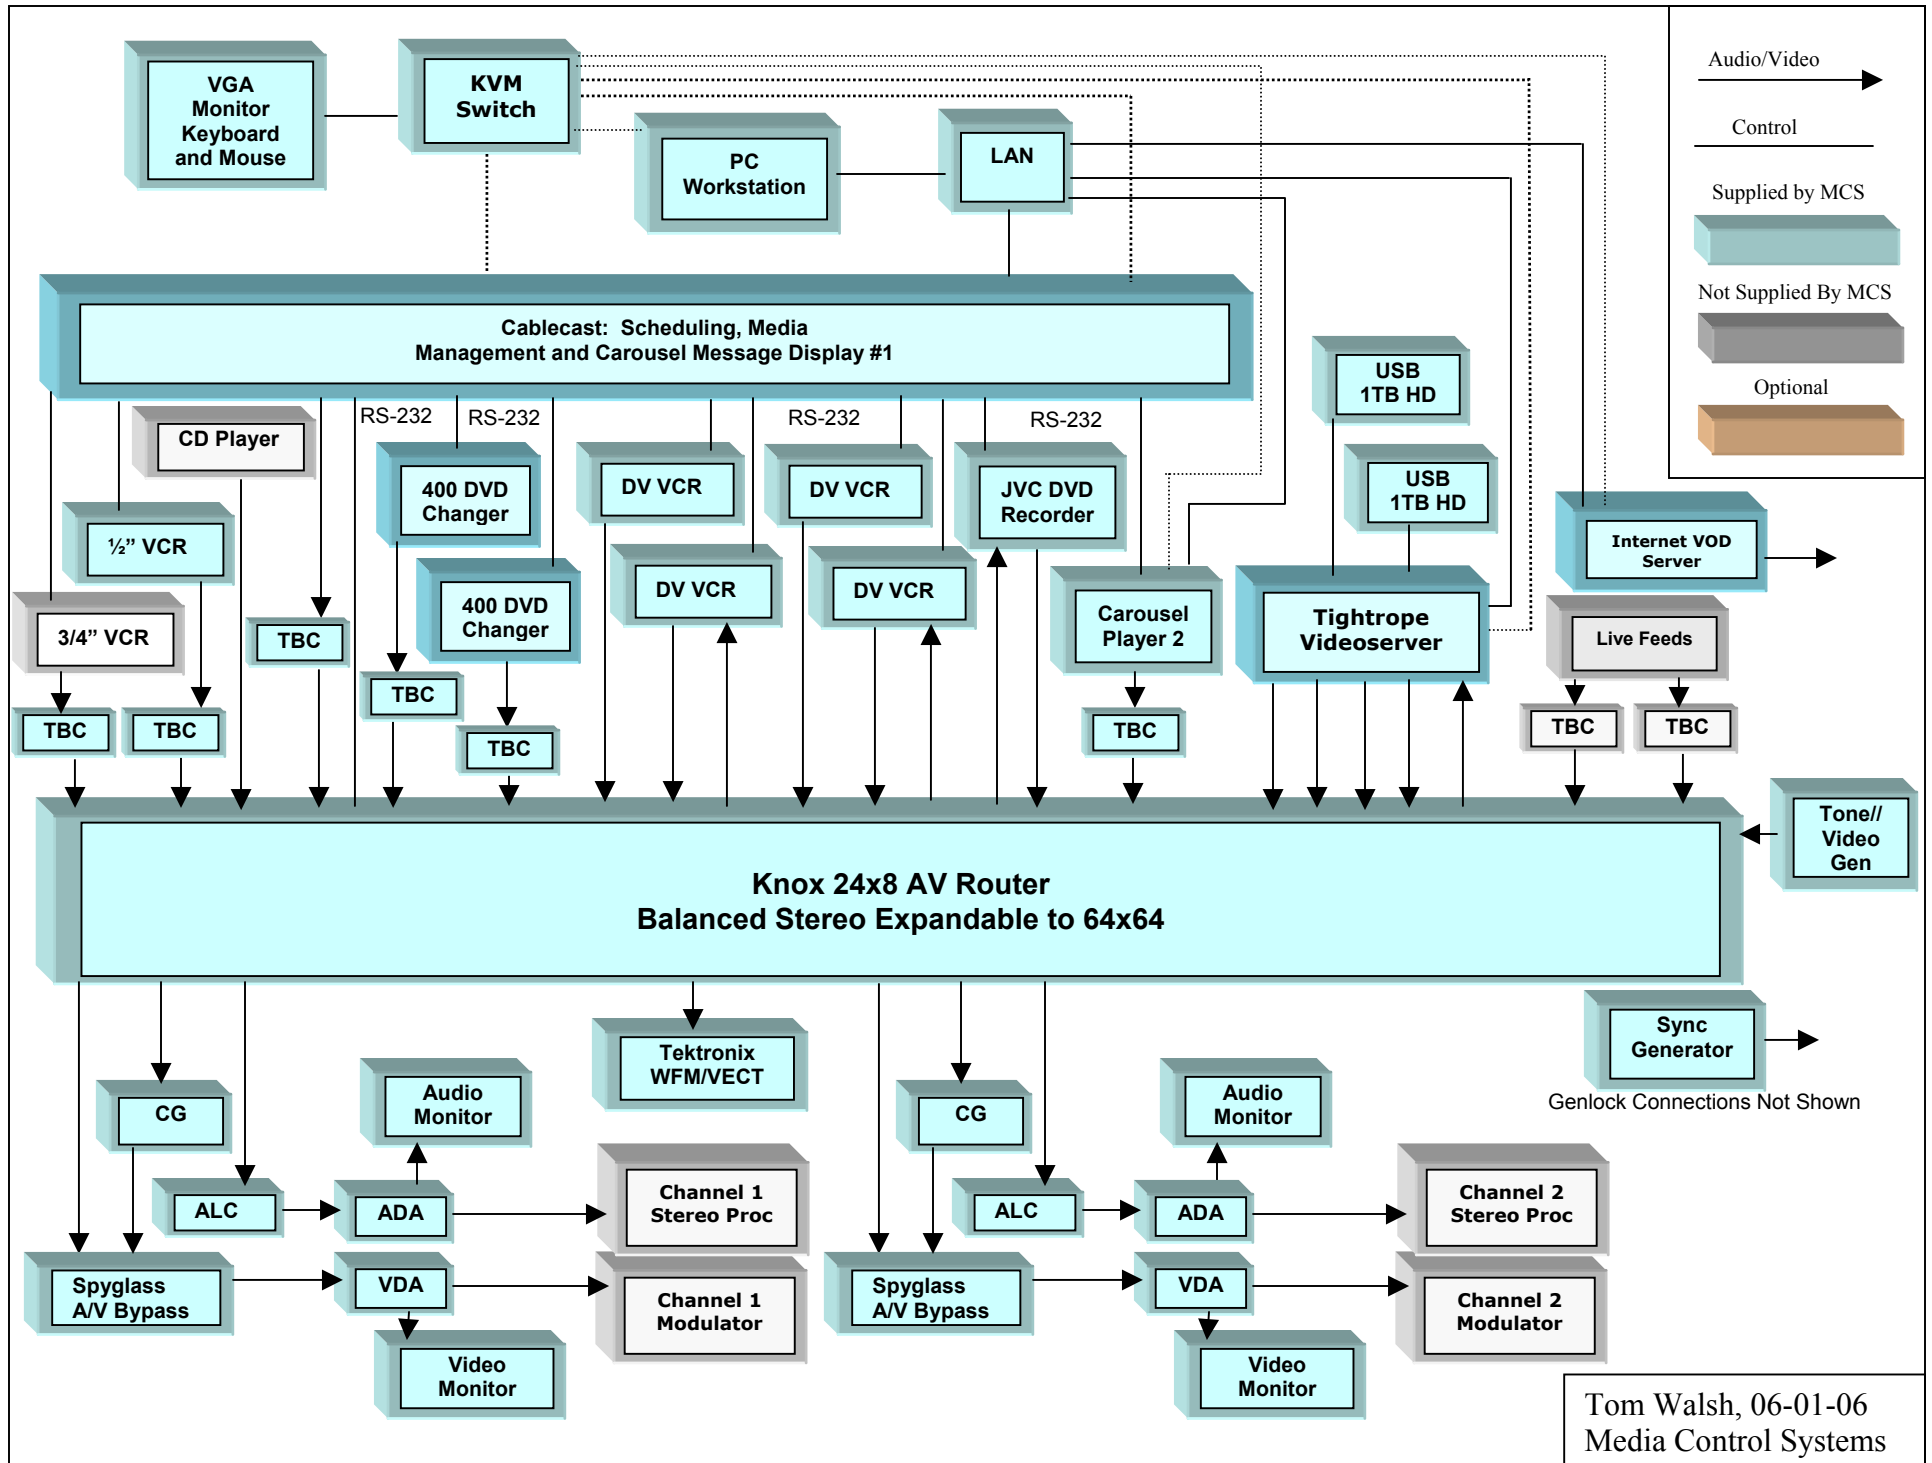 VGA
Monitor
Keyboard
and Mouse
KVM
Switch
PC
Workstation
LAN
Audio/Video
Control
Supplied by MCS
Not Supplied By MCS
Optional
Cablecast:  Scheduling, Media
Management and Carousel Message Display #1
USB
1TB HD
USB
1TB HD
CD Player
RS-232
RS-232
RS-232
RS-232
400 DVD
Changer
DV VCR
DV VCR
JVC DVD
Recorder
½” VCR
400 DVD
Changer
DV VCR
DV VCR
Carousel
Player 2
Tightrope
Videoserver
Internet VOD
Server
3/4” VCR
TBC
Live Feeds
TBC
TBC
TBC
TBC
TBC
TBC
TBC
Tone//
Video
Gen
Knox 24x8 AV Router
Balanced Stereo Expandable to 64x64
Sync
Generator
Genlock Connections Not Shown
Tektronix
WFM/VECT
CG
Audio
Monitor
ALC
ADA
Channel 1
Stereo Proc
Spyglass
A/V Bypass
VDA
Channel 1
Modulator
Video
Monitor
CG
Audio
Monitor
ALC
ADA
Channel 2
Stereo Proc
Spyglass
A/V Bypass
VDA
Channel 2
Modulator
Video
Monitor
Tom Walsh, 06-01-06
Media Control Systems